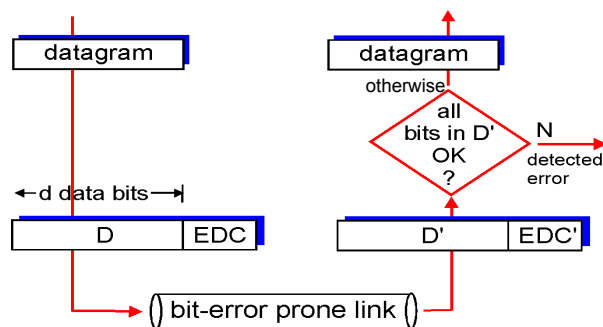 datagram
d data bits
D
EDC
bit-error prone link
datagram
otherwise
all
bits in D'
OK
?
N
detected
error
D'
EDC'